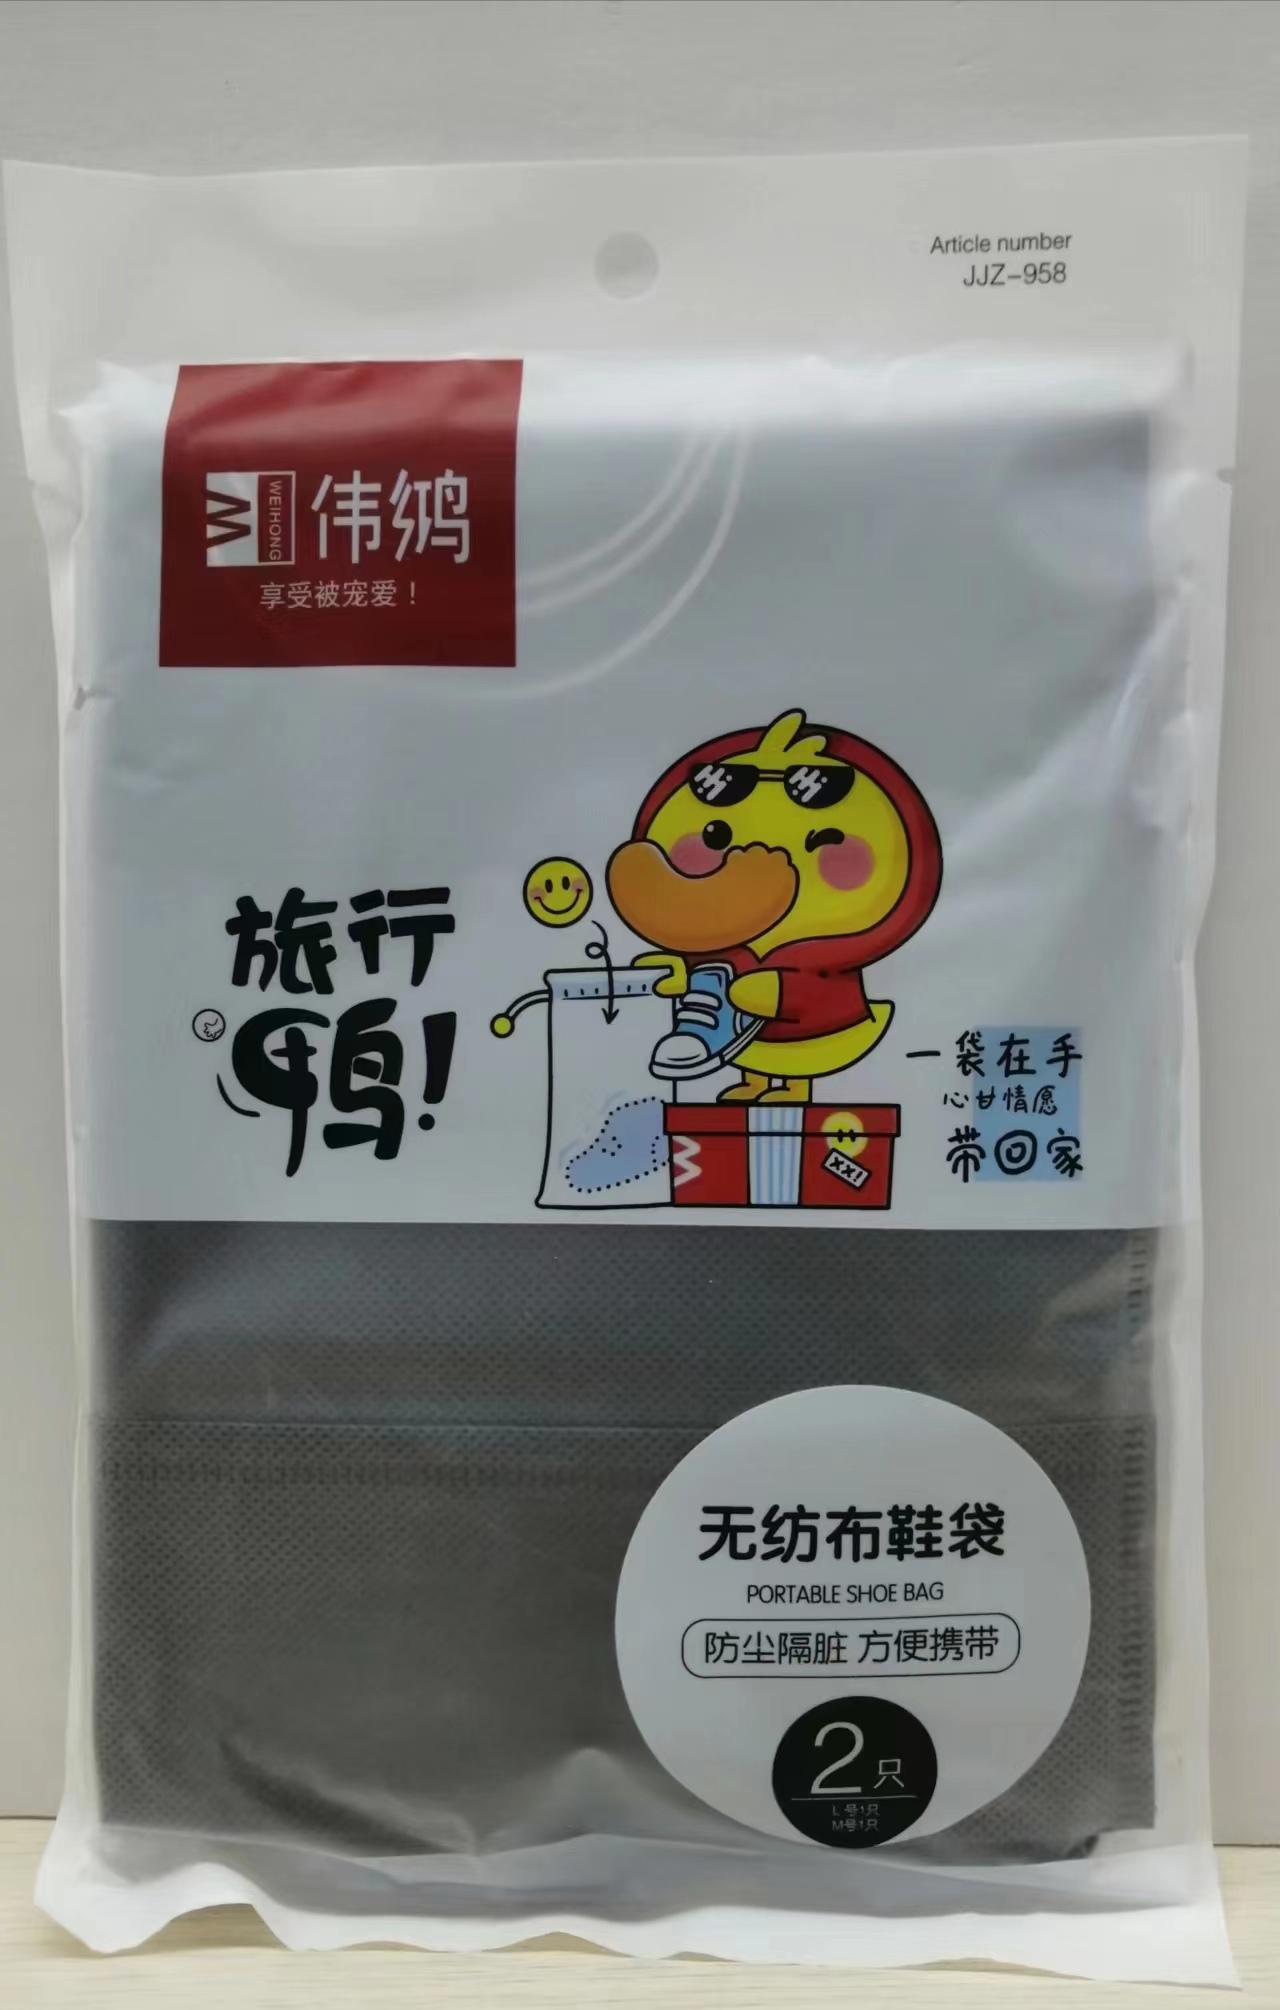 Article number
JJZ-958
W WEIHONG 伟鸿
享受被宠爱！
Hi Hi
旅行
鸭!
一袋在手
心甘情愿
带回家
XX!
无纺布鞋袋
PORTABLE SHOE BAG
防尘隔脏 方便携带
2只
L号1只
M号1只